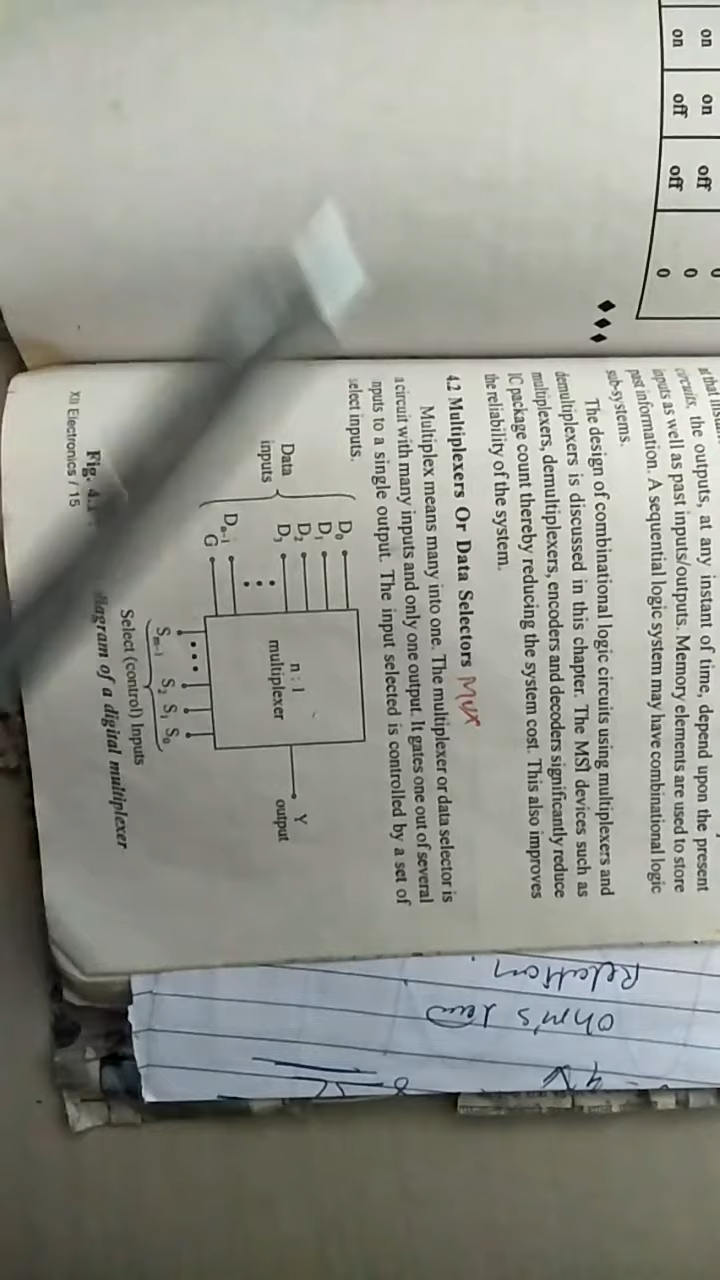 on on off 0
on off off 0
at that
circuits, the outputs, at any instant of time, depend upon the present
inputs as well as past inputs/outputs. Memory elements are used to store
past information. A sequential logic system may have combinational logic
sub-systems.
The design of combinational logic circuits using multiplexers and
demultiplexers is discussed in this chapter. The MSI devices such as
multiplexers, demultiplexers, encoders and decoders significantly reduce
IC package count thereby reducing the system cost. This also improves
the reliability of the system.
4.2 Multiplexers Or Data Selectors Mux
Multiplex means many into one. The multiplexer or data selector is
a circuit with many inputs and only one output. It gates one out of several
inputs to a single output. The input selected is controlled by a set of
select inputs.
D₀
D₁
D₂
D₃
Data
inputs
Dₙ₋₁
G
n : 1
multiplexer
Y
output
Sₘ₋₁ S₂ S₁ S₀
Select (control) Inputs
Fig. diagram of a digital multiplexer
XII Electronics / 15
Relation
Ohm's law